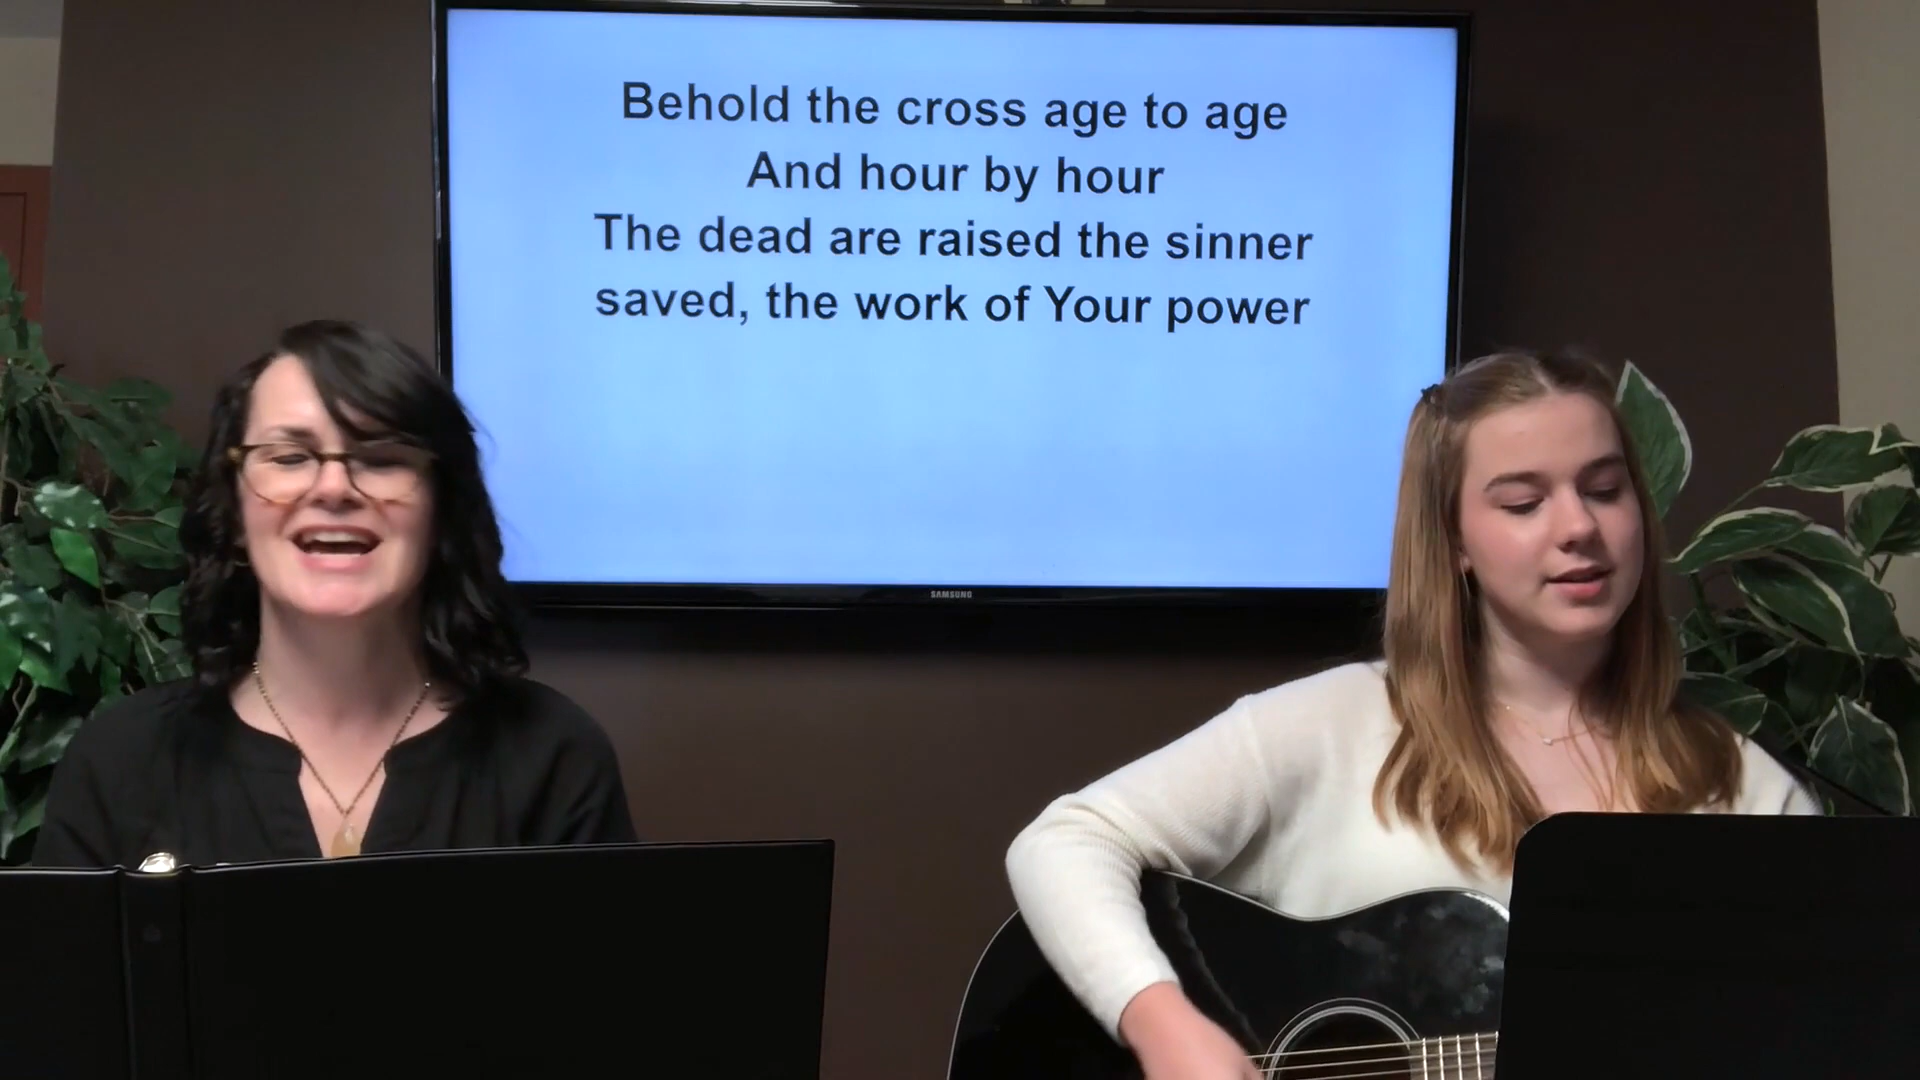 Behold the cross age to age
And hour by hour
The dead are raised the sinner
saved, the work of Your power
SAMSUNG